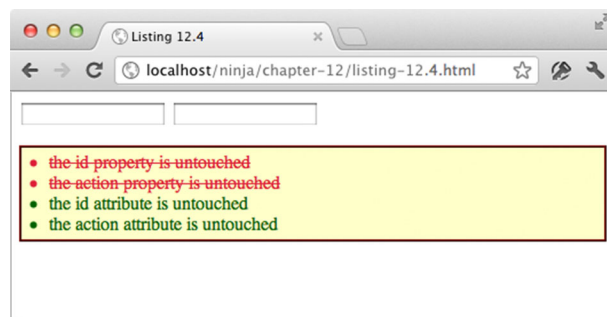 Listing 12.4
localhost/ninja/chapter-12/listing-12.4.html
the id property is untouched
the action property is untouched
the id attribute is untouched
the action attribute is untouched